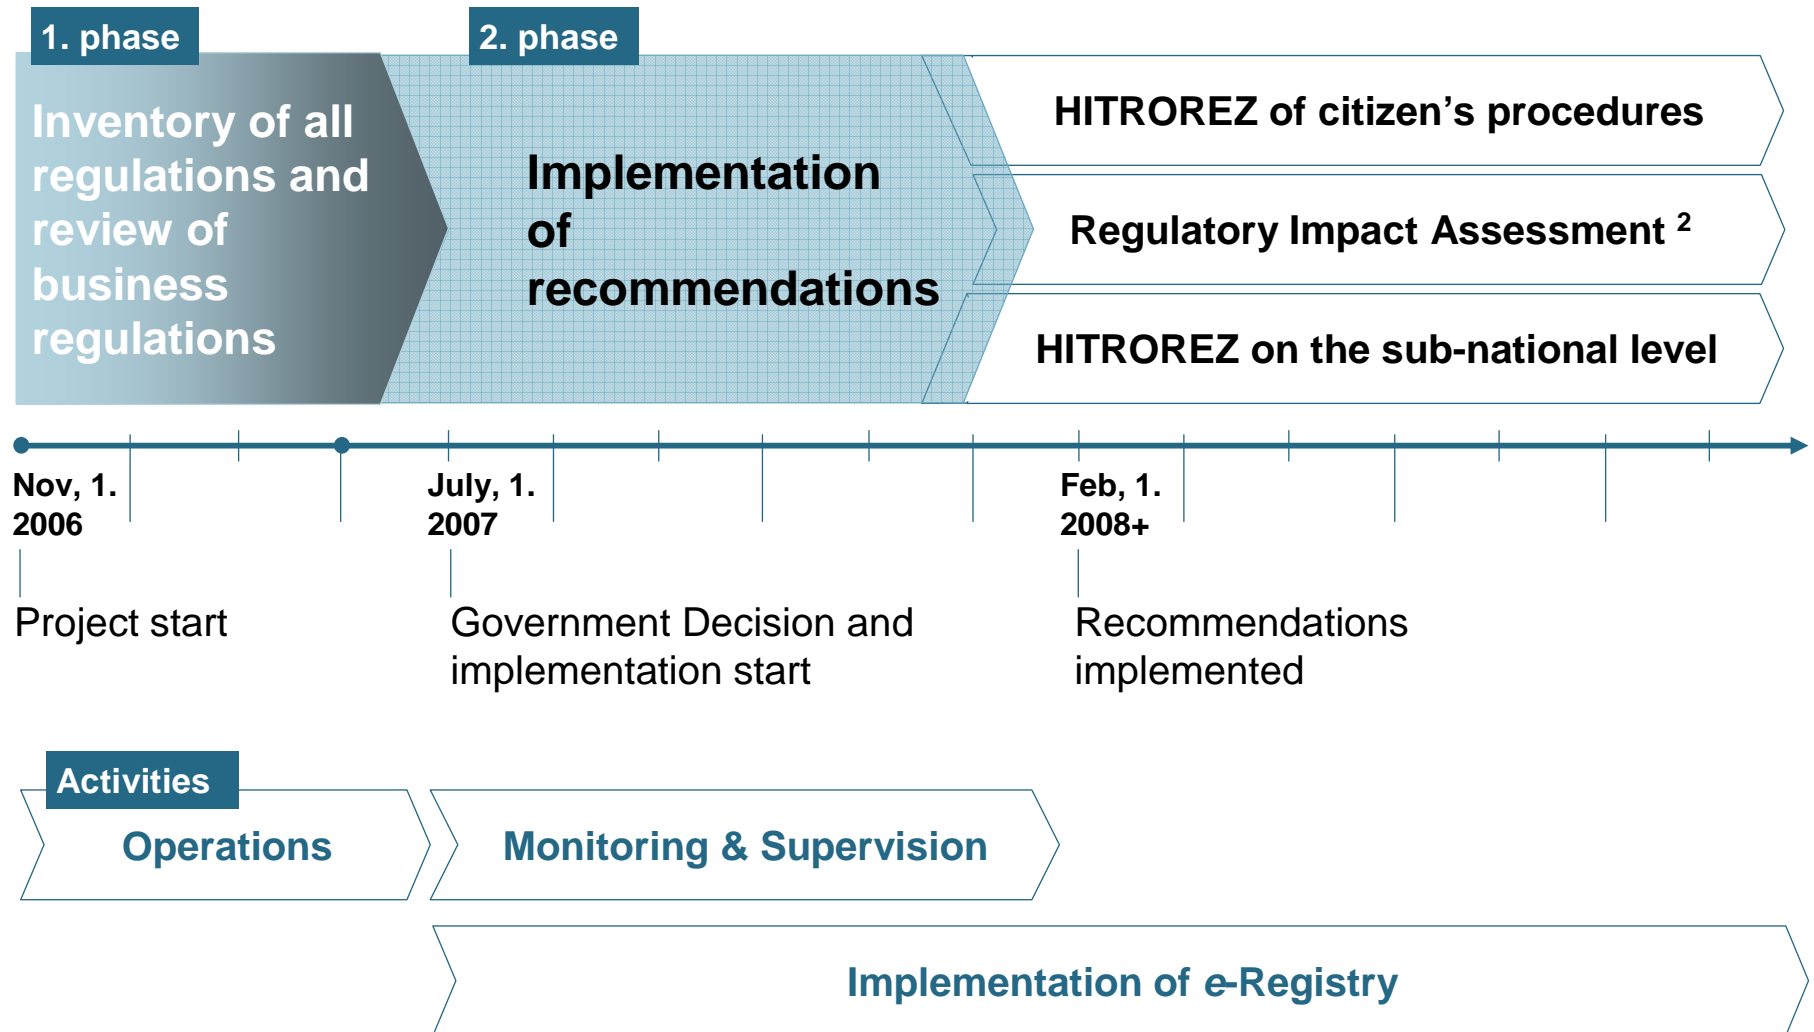 1. phase
Inventory of all
regulations and
review of
business
regulations
2. phase
Implementation
of
recommendations
HITROREZ of citizen’s procedures
Regulatory Impact Assessment ²
HITROREZ on the sub-national level
Nov, 1.
2006
July, 1.
2007
Feb, 1.
2008+
Project start
Government Decision and
implementation start
Recommendations
implemented
Activities
Operations
Monitoring & Supervision
Implementation of e-Registry